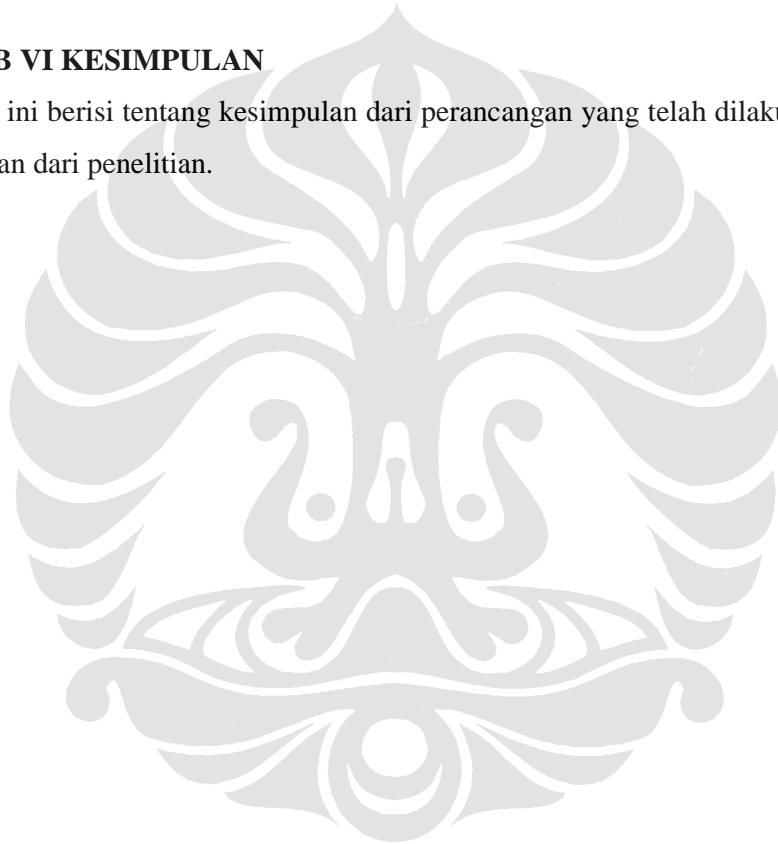 B VI KESIMPULAN
ini berisi tentang kesimpulan dari perancangan yang telah dilaku
an dari penelitian.